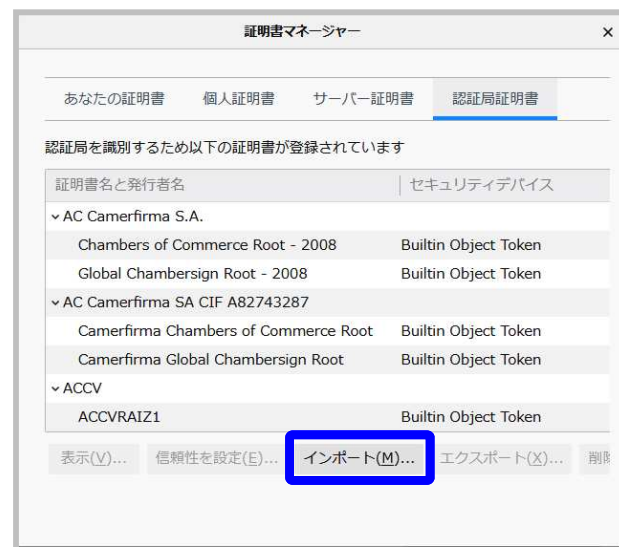 証明書マネージャー ×
あなたの証明書 個人証明書 サーバー証明書 認証局証明書
認証局を識別するため以下の証明書が登録されています
証明書名と発行者名 セキュリティデバイス
AC Camerfirma S.A.
Chambers of Commerce Root - 2008 Builtin Object Token
Global Chambersign Root - 2008 Builtin Object Token
AC Camerfirma SA CIF A82743287
Camerfirma Chambers of Commerce Root Builtin Object Token
Camerfirma Global Chambersign Root Builtin Object Token
ACCV
ACCVRAIZ1 Builtin Object Token
表示(V)... 信頼性を設定(E)... インポート(M)... エクスポート(X)... 削除